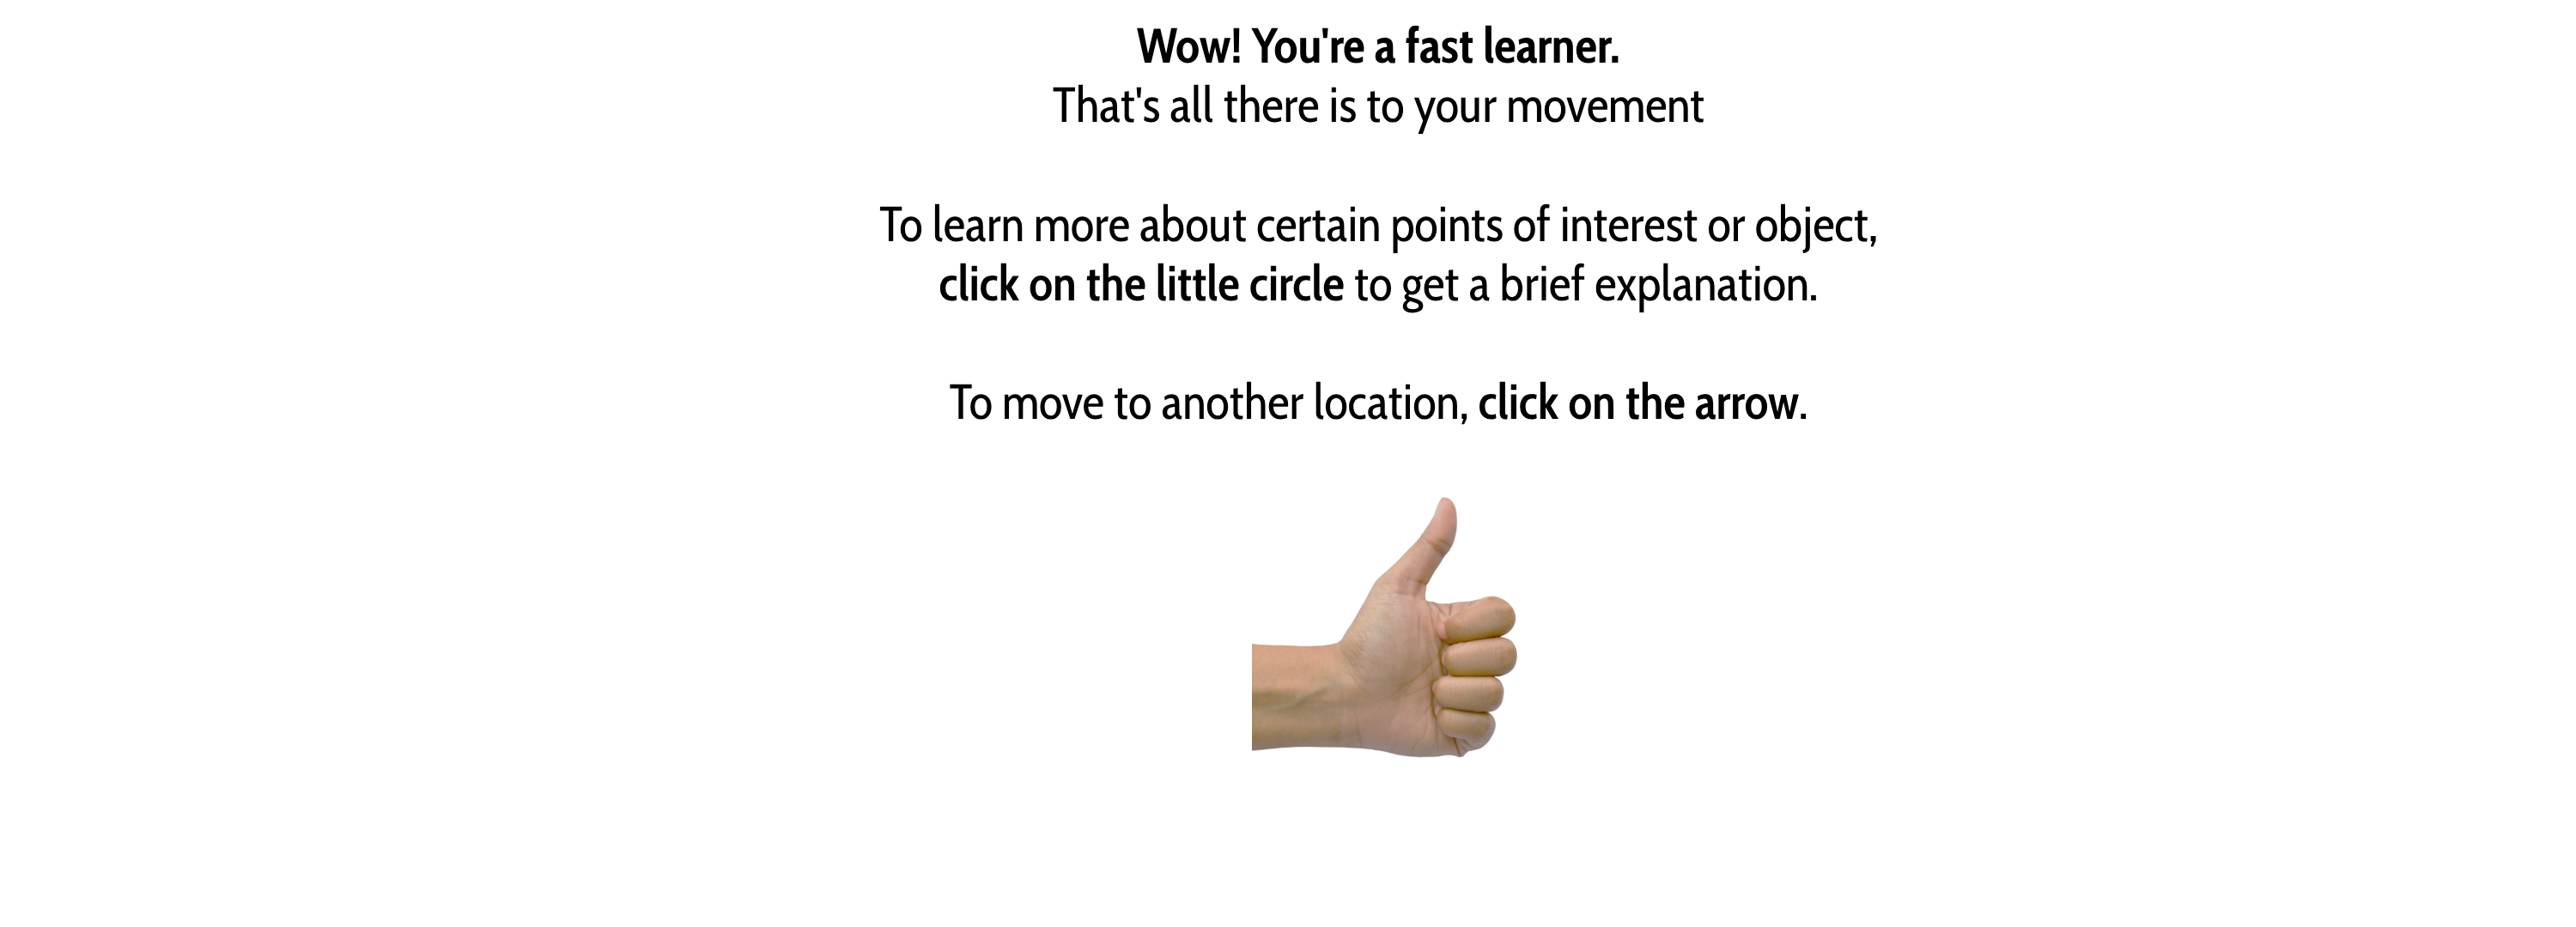 Wow! You're a fast learner.
That's all there is to your movement
To learn more about certain points of interest or object,
click on the little circle to get a brief explanation.
To move to another location, click on the arrow.